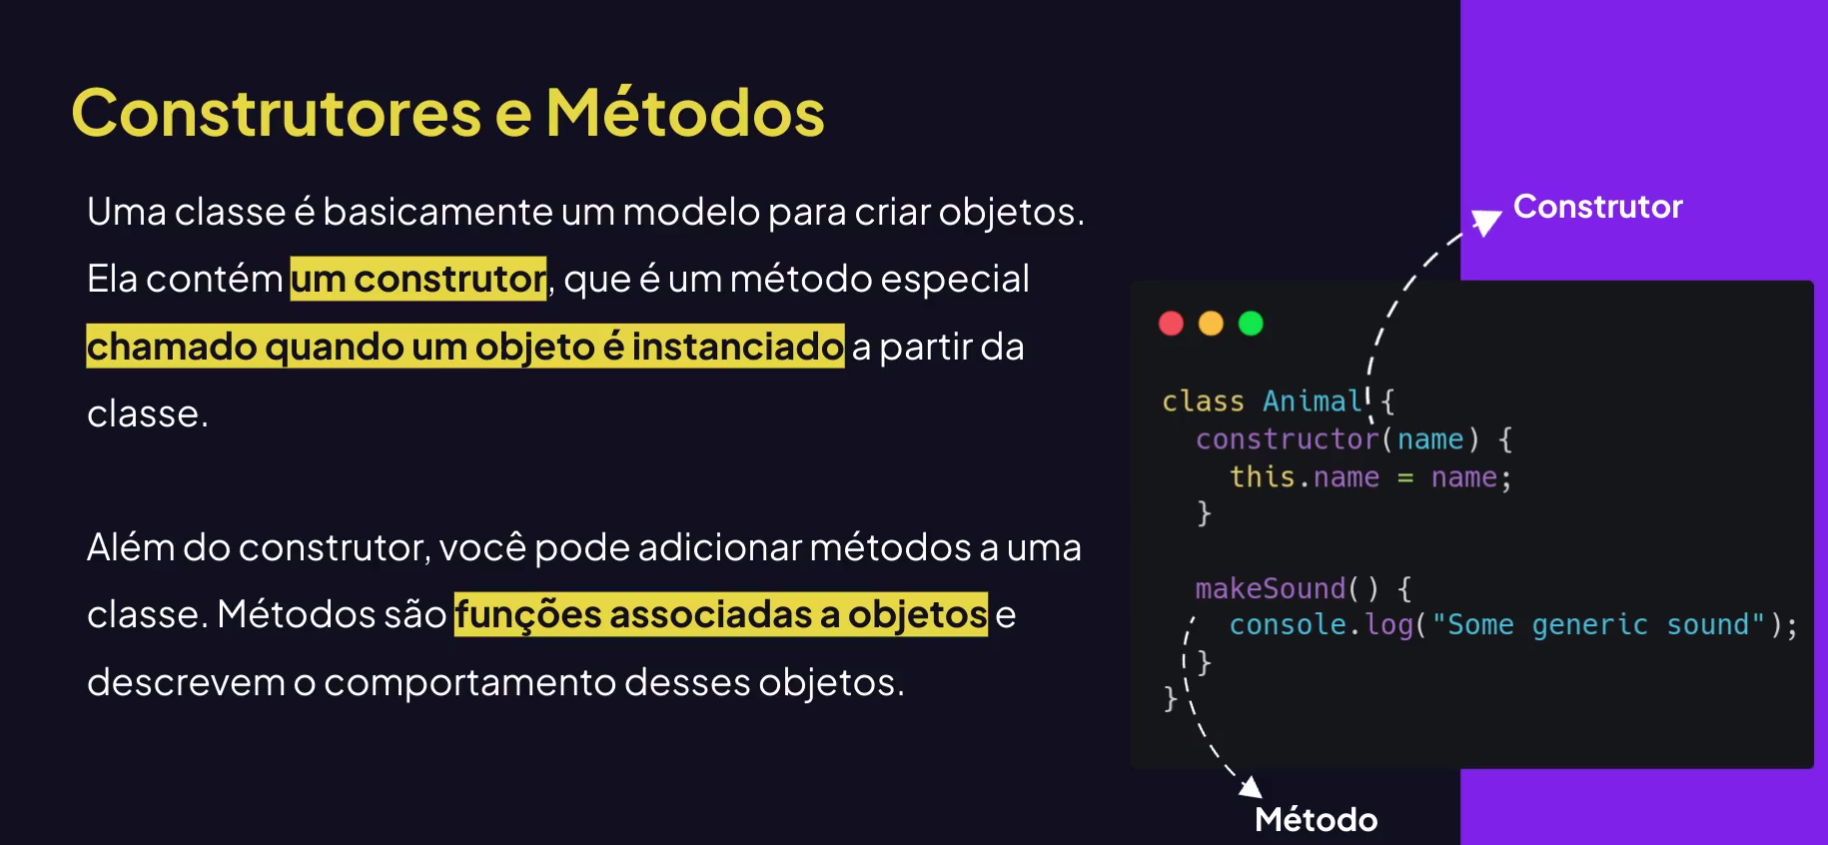 Construtores e Métodos
Uma classe é basicamente um modelo para criar objetos.
Ela contém um construtor, que é um método especial
chamado quando um objeto é instanciado a partir da
classe.
Além do construtor, você pode adicionar métodos a uma
classe. Métodos são funções associadas a objetos e
descrevem o comportamento desses objetos.
Construtor
class Animal {
  constructor(name) {
    this.name = name;
  }
  makeSound() {
    console.log("Some generic sound");
  }
}
Método